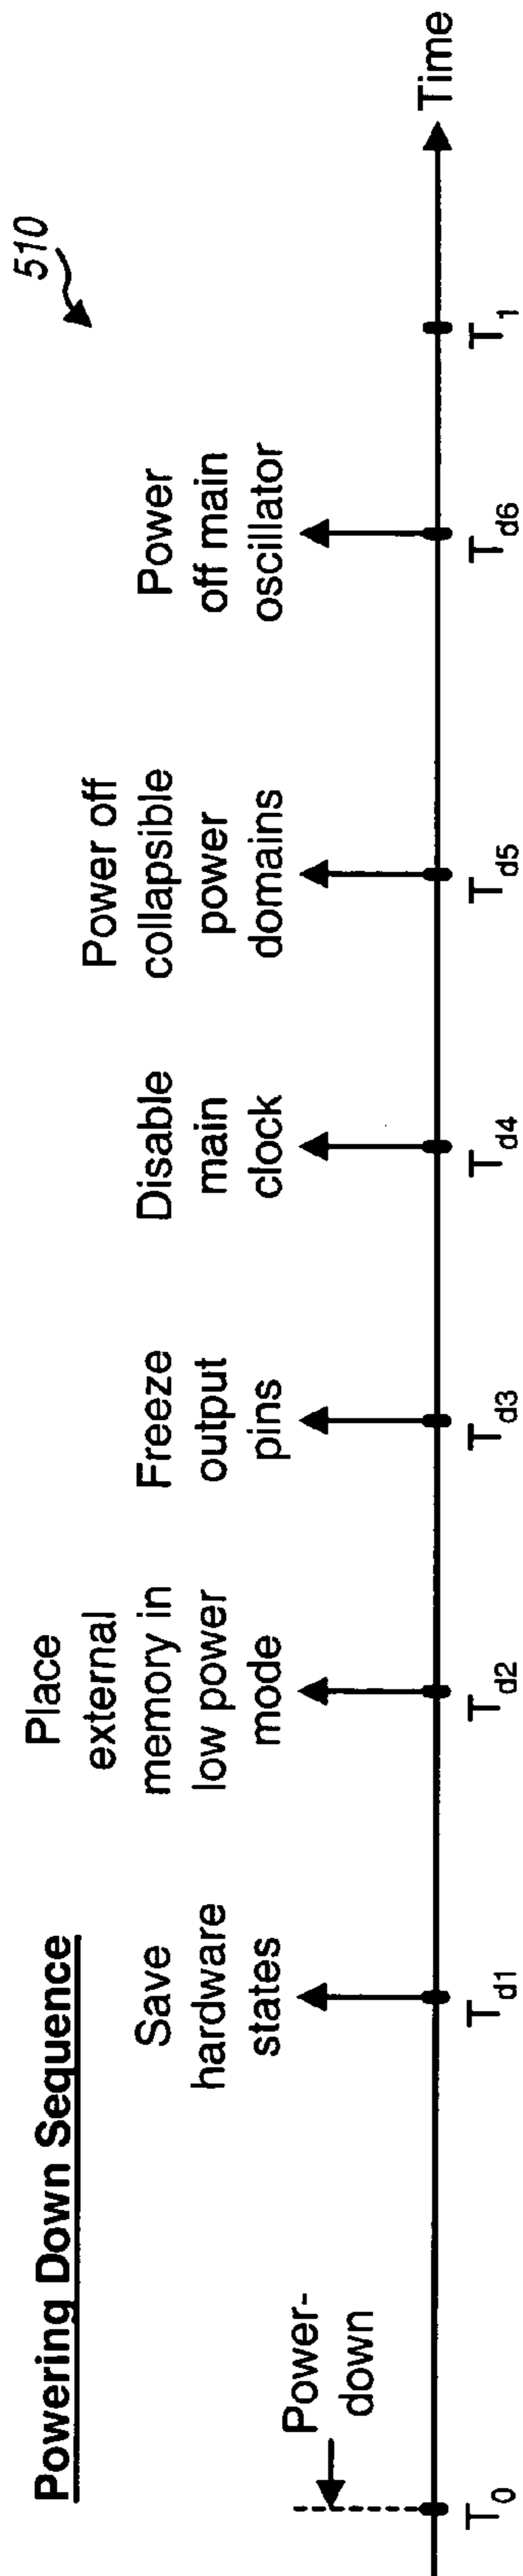 Powering Down Sequence
510
Power-
down
Save
hardware
states
Place
external
memory in
low power
mode
Freeze
output
pins
Disable
main
clock
Power off
collapsible
power
domains
Power
off main
oscillator
T0
Td1
Td2
Td3
Td4
Td5
Td6
T1
Time